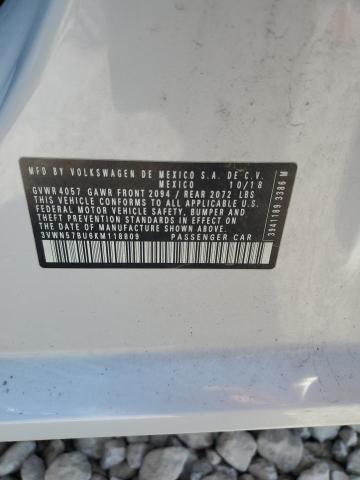 MFD BY VOLKSWAGEN DE MEXICO S.A. DE C.V.
MEXICO 10/18
GVWR 4057 GAWR FRONT 2094 / REAR 2072 LBS
THIS VEHICLE CONFORMS TO ALL APPLICABLE U.S.
FEDERAL MOTOR VEHICLE SAFETY, BUMPER AND
THEFT PREVENTION STANDARDS IN EFFECT ON
THE DATE OF MANUFACTURE SHOWN ABOVE.
3VWN57BU6KM118809 PASSENGER CAR
3941189 3386 M